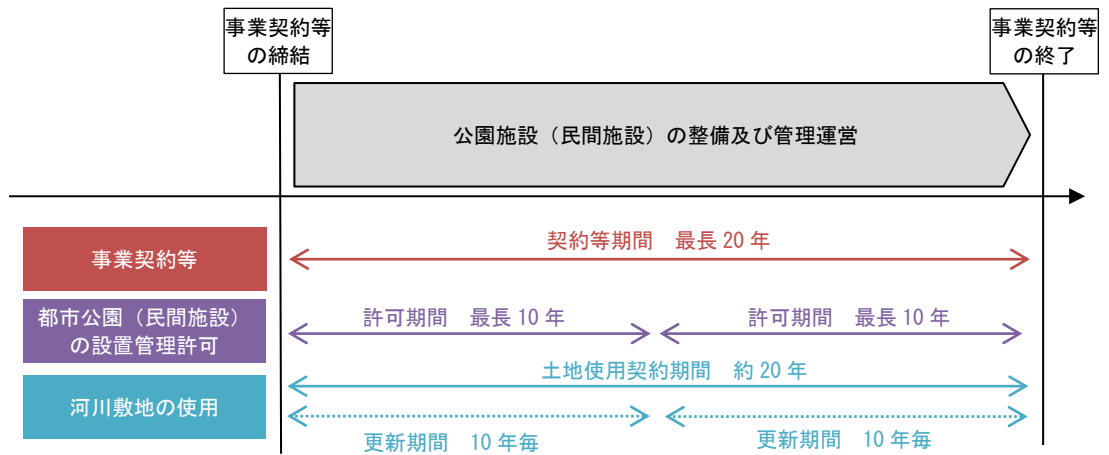 事業契約等
の締結
事業契約等
の終了
公園施設（民間施設）の整備及び管理運営
事業契約等
契約等期間　最長 20 年
都市公園（民間施設）
の設置管理許可
許可期間　最長 10 年
許可期間　最長 10 年
河川敷地の使用
土地使用契約期間　約 20 年
更新期間　10 年毎
更新期間　10 年毎